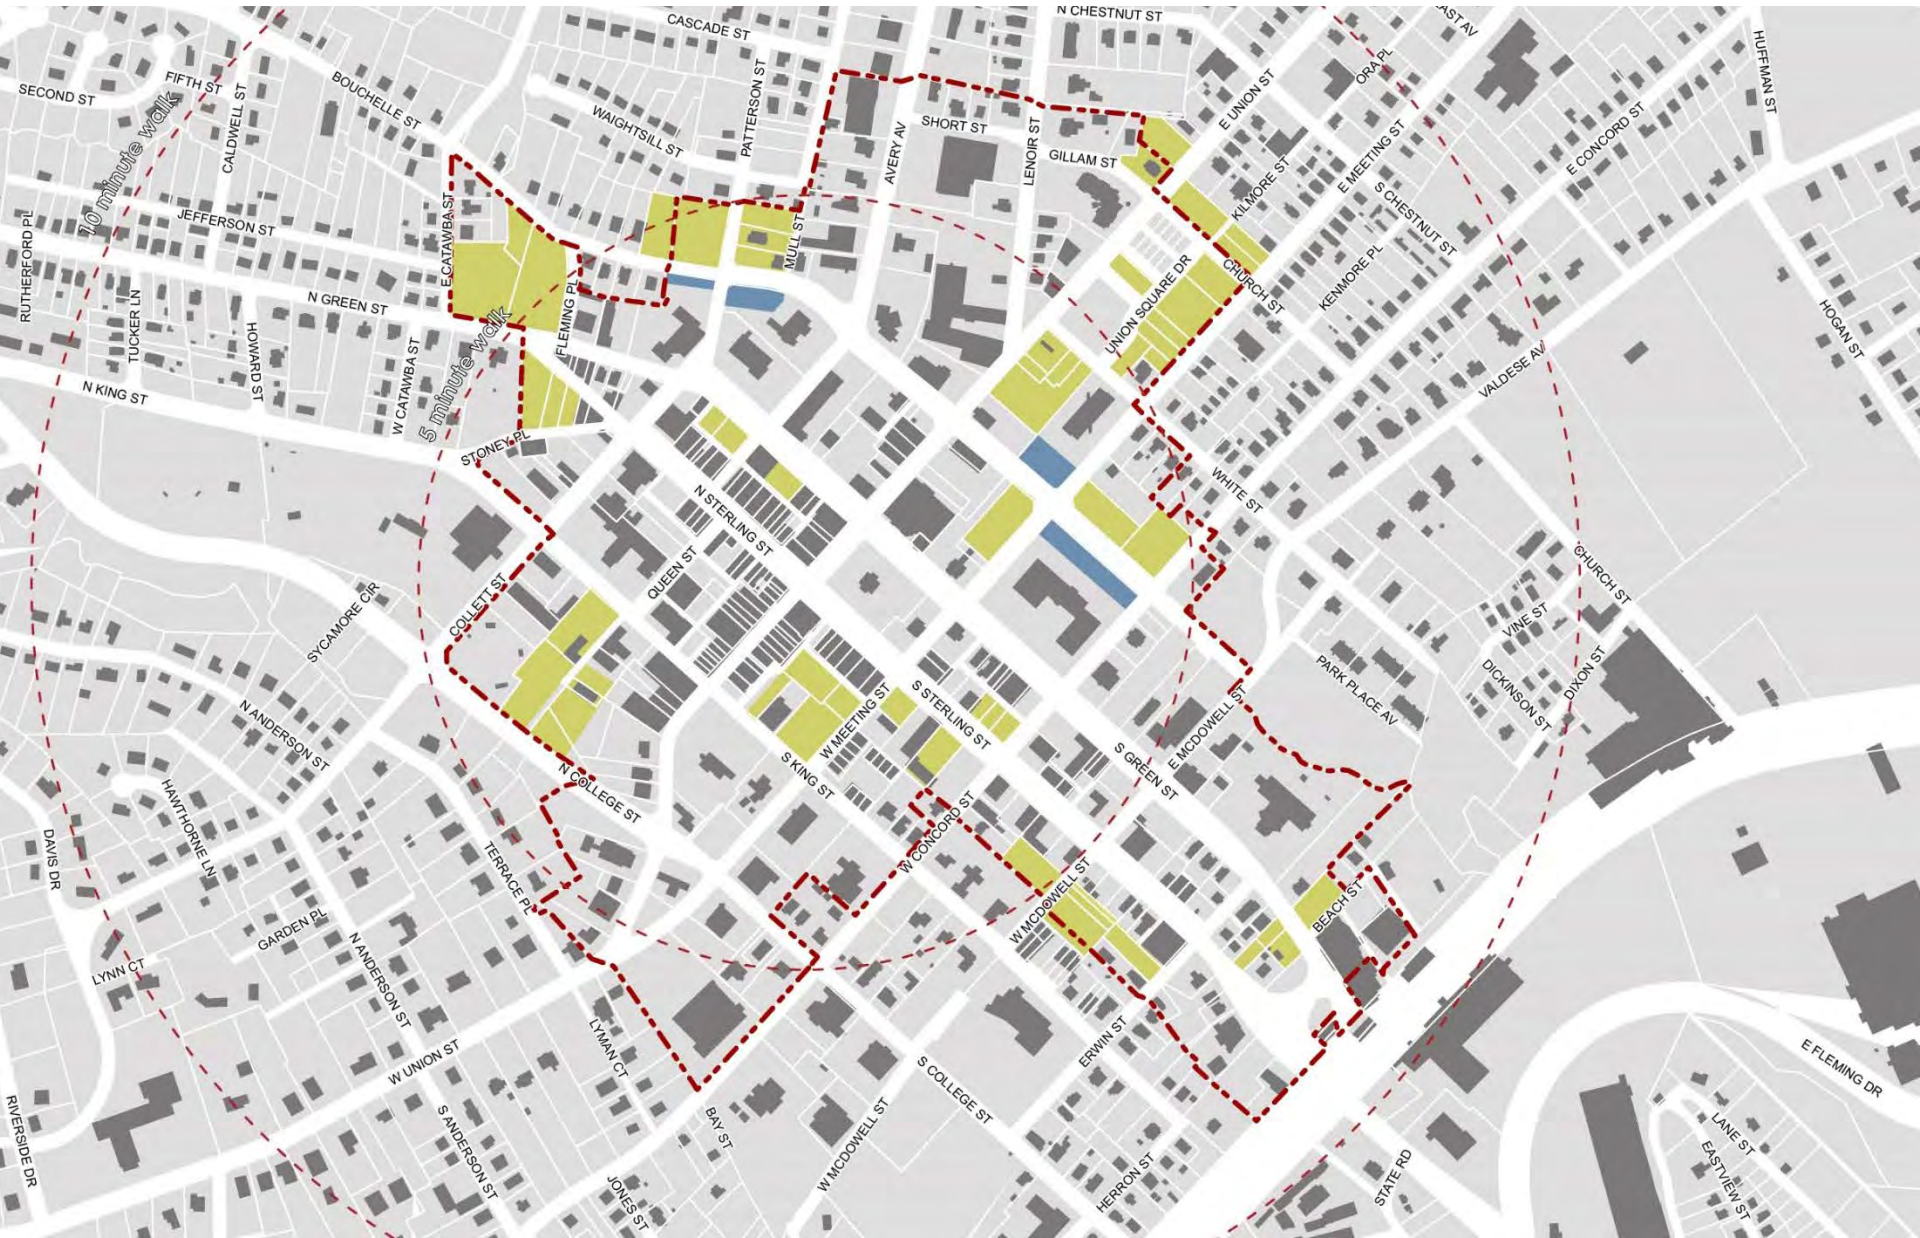 N CHESTNUT ST
CASCADE ST
ORA PL
HUFFMAN ST
FIFTH ST
SECOND ST
BOUCHELLE ST
CALDWELL ST
WAIGHTSILL ST
PATTERSON ST
AVERY AV
SHORT ST
LENOIR ST
GILLAM ST
E UNION ST
KILMORE ST
E MEETING ST
E CONCORD ST
S CHESTNUT ST
10 minute walk
JEFFERSON ST
RUTHERFORD PL
E CATAWBA ST
MULL ST
UNION SQUARE DR
CHURCH ST
KENMORE PL
TUCKER LN
N GREEN ST
HOWARD ST
FLEMING PL
5 minute walk
W CATAWBA ST
N KING ST
STONEY PL
VALDESE AV
HOGAN ST
WHITE ST
N STERLING ST
QUEEN ST
COLLETT ST
SYCAMORE CIR
CHURCH ST
VINE ST
DICKINSON ST
DIXON ST
PARK PLACE AV
N ANDERSON ST
S STERLING ST
W MEETING ST
E MCDOWELL ST
S GREEN ST
S KING ST
N COLLEGE ST
HAWTHORNE LN
DAVIS DR
TERRACE PL
W CONCORD ST
W MCDOWELL ST
BEACH ST
GARDEN PL
LYNN CT
N ANDERSON ST
LYMAN CT
W UNION ST
ERWIN ST
S COLLEGE ST
E FLEMING DR
RIVERSIDE DR
S ANDERSON ST
BAY ST
JONES ST
W MCDOWELL ST
HERRON ST
STATE RD
LANE ST
EASTVIEW ST